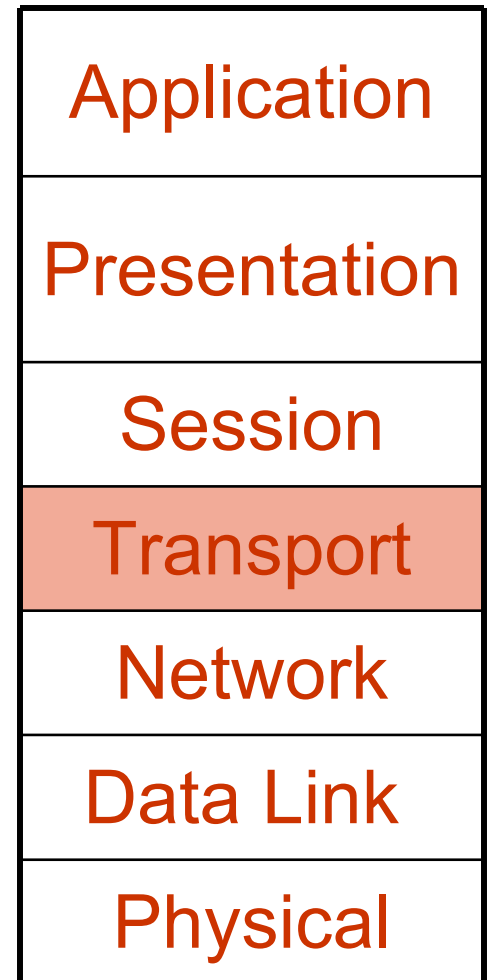 Application
Presentation
Session
Transport
Network
Data Link
Physical